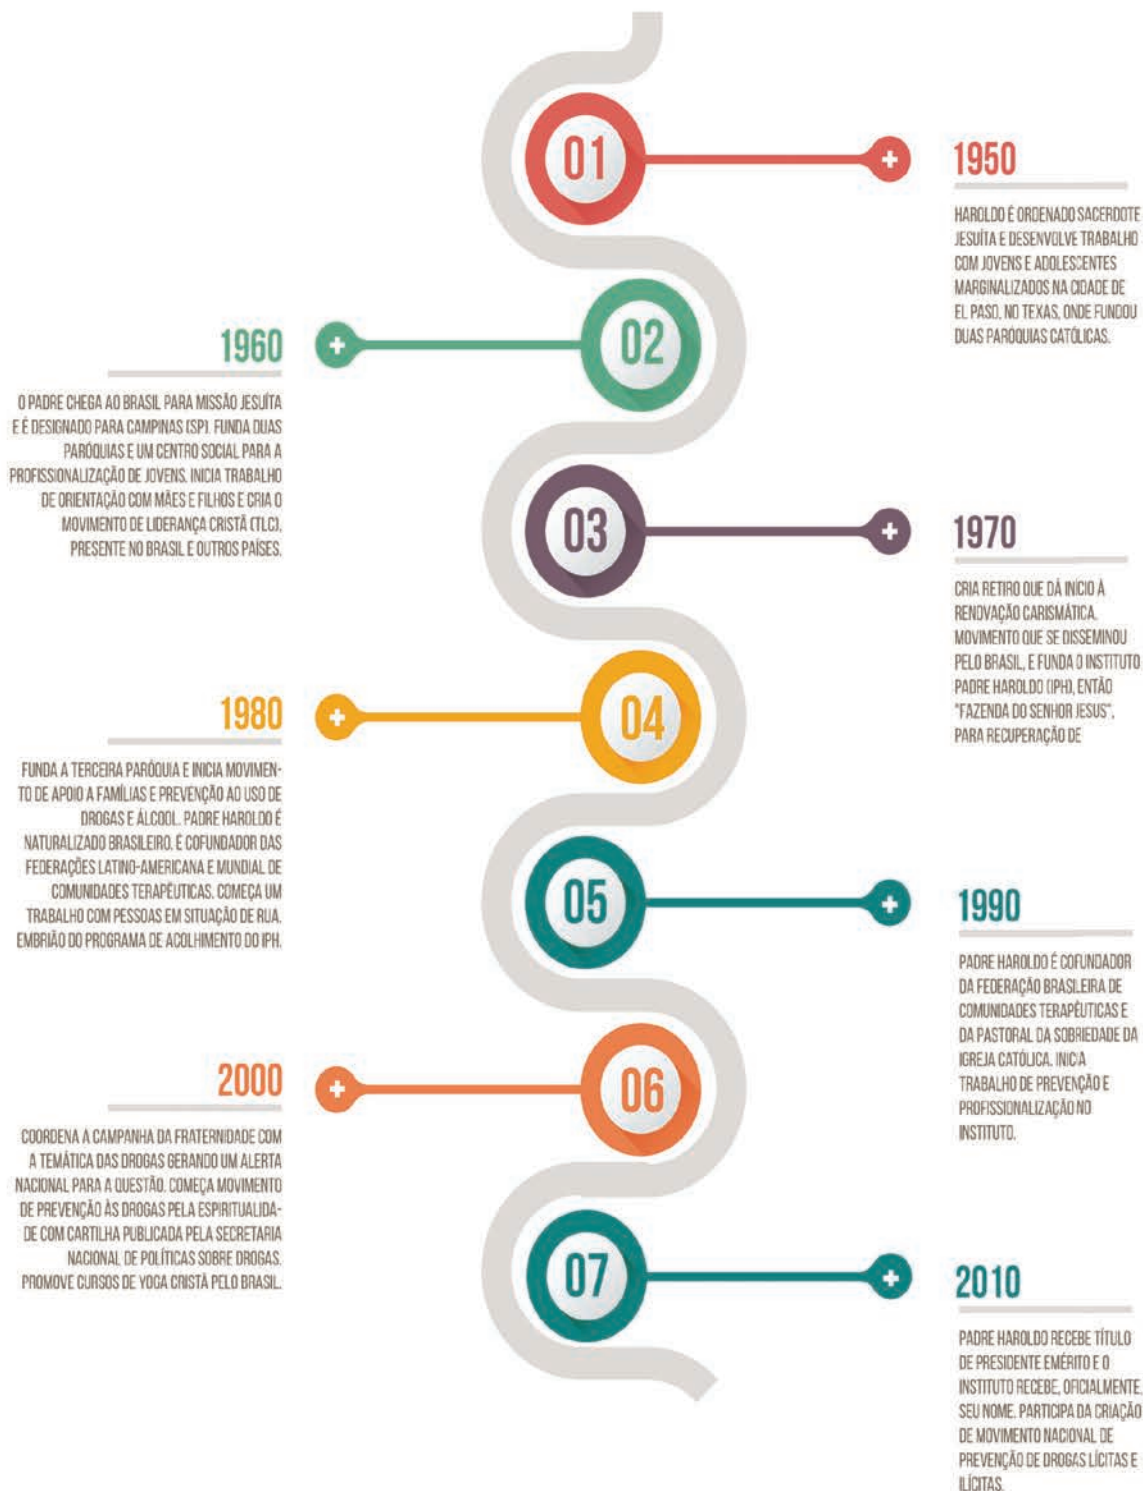 01
1950
HAROLDO É ORDENADO SACERDOTE
JESUÍTA E DESENVOLVE TRABALHO
COM JOVENS E ADOLESCENTES
MARGINALIZADOS NA CIDADE DE
EL PASO, NO TEXAS, ONDE FUNDOU
DUAS PARÓQUIAS CATÓLICAS.
02
1960
O PADRE CHEGA AO BRASIL PARA MISSÃO JESUÍTA
E É DESIGNADO PARA CAMPINAS (SP). FUNDA DUAS
PARÓQUIAS E UM CENTRO SOCIAL PARA A
PROFISSIONALIZAÇÃO DE JOVENS. INICIA TRABALHO
DE ORIENTAÇÃO COM MÃES E FILHOS E CRIA O
MOVIMENTO DE LIDERANÇA CRISTÃ (TLC),
PRESENTE NO BRASIL E OUTROS PAÍSES.
03
1970
CRIA RETIRO QUE DÁ INÍCIO À
RENOVAÇÃO CARISMÁTICA,
MOVIMENTO QUE SE DISSEMINOU
PELO BRASIL, E FUNDA O INSTITUTO
PADRE HAROLDO (IPH), ENTÃO
"FAZENDA DO SENHOR JESUS",
PARA RECUPERAÇÃO DE
04
1980
FUNDA A TERCEIRA PARÓQUIA E INICIA MOVIMEN-
TO DE APOIO A FAMÍLIAS E PREVENÇÃO AO USO DE
DROGAS E ÁLCOOL. PADRE HAROLDO É
NATURALIZADO BRASILEIRO. É COFUNDADOR DAS
FEDERAÇÕES LATINO-AMERICANA E MUNDIAL DE
COMUNIDADES TERAPÊUTICAS. COMEÇA UM
TRABALHO COM PESSOAS EM SITUAÇÃO DE RUA,
EMBRIÃO DO PROGRAMA DE ACOLHIMENTO DO IPH.
05
1990
PADRE HAROLDO É COFUNDADOR
DA FEDERAÇÃO BRASILEIRA DE
COMUNIDADES TERAPÊUTICAS E
DA PASTORAL DA SOBRIEDADE DA
IGREJA CATÓLICA. INICIA
TRABALHO DE PREVENÇÃO E
PROFISSIONALIZAÇÃO NO
INSTITUTO.
06
2000
COORDENA A CAMPANHA DA FRATERNIDADE COM
A TEMÁTICA DAS DROGAS GERANDO UM ALERTA
NACIONAL PARA A QUESTÃO. COMEÇA MOVIMENTO
DE PREVENÇÃO ÀS DROGAS PELA ESPIRITUALIDA-
DE COM CARTILHA PUBLICADA PELA SECRETARIA
NACIONAL DE POLÍTICAS SOBRE DROGAS.
PROMOVE CURSOS DE YOGA CRISTÃ PELO BRASIL.
07
2010
PADRE HAROLDO RECEBE TÍTULO
DE PRESIDENTE EMÉRITO E O
INSTITUTO RECEBE, OFICIALMENTE,
SEU NOME. PARTICIPA DA CRIAÇÃO
DE MOVIMENTO NACIONAL DE
PREVENÇÃO DE DROGAS LÍCITAS E
ILÍCITAS.